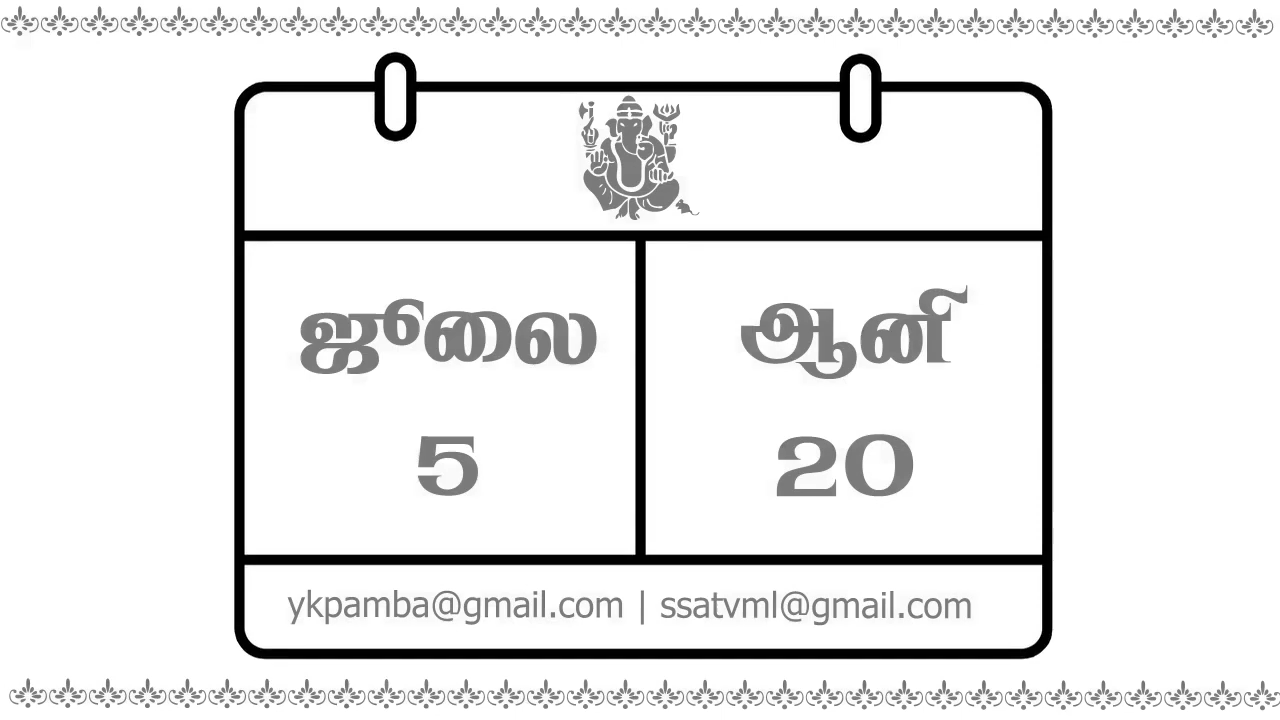 ஜூலை ஆனி
5 20
ykpamba@gmail.com | ssatvml@gmail.com